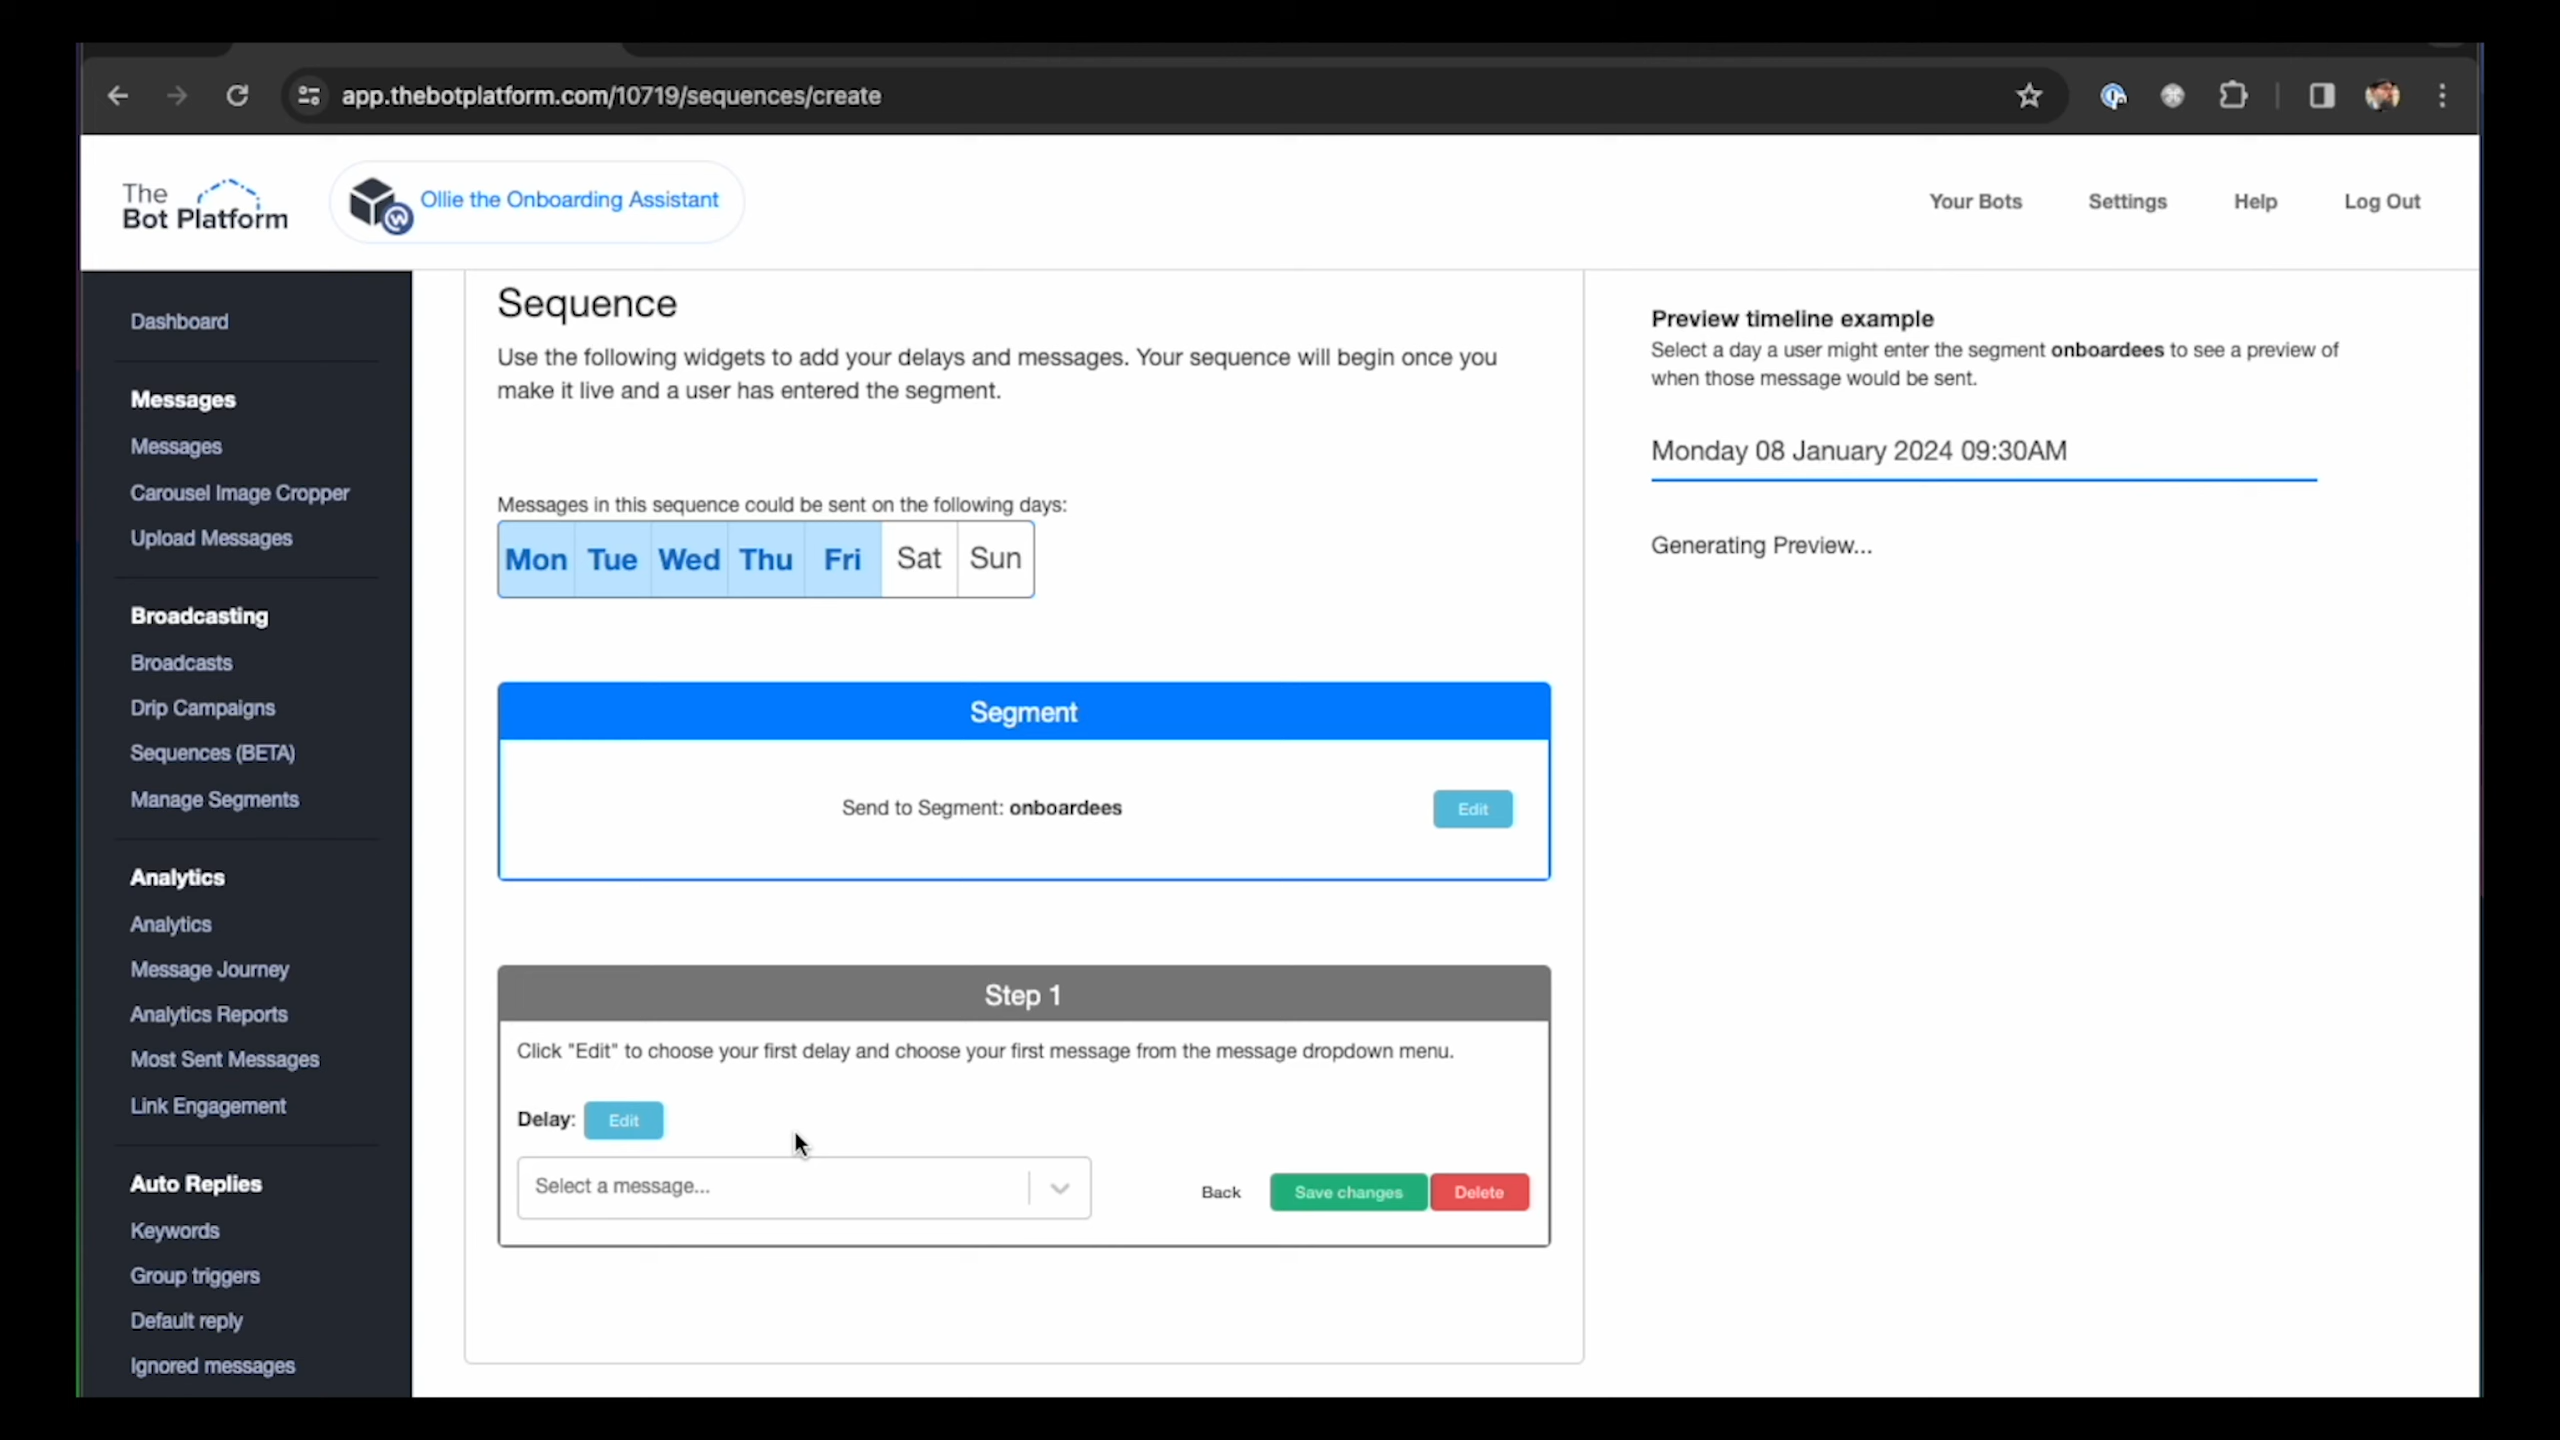 app.thebotplatform.com/10719/sequences/create
The
Bot Platform
Ollie the Onboarding Assistant
Your Bots
Settings
Help
Log Out
Dashboard
Messages
Messages
Carousel Image Cropper
Upload Messages
Broadcasting
Broadcasts
Drip Campaigns
Sequences (BETA)
Manage Segments
Analytics
Analytics
Message Journey
Analytics Reports
Most Sent Messages
Link Engagement
Auto Replies
Keywords
Group triggers
Default reply
Ignored messages
Sequence
Use the following widgets to add your delays and messages. Your sequence will begin once you
make it live and a user has entered the segment.
Messages in this sequence could be sent on the following days:
Mon Tue Wed Thu Fri Sat Sun
Segment
Send to Segment: onboardees
Edit
Step 1
Click "Edit" to choose your first delay and choose your first message from the message dropdown menu.
Delay: Edit
Select a message...
Back
Save changes
Delete
Preview timeline example
Select a day a user might enter the segment onboardees to see a preview of
when those message would be sent.
Monday 08 January 2024 09:30AM
Generating Preview...